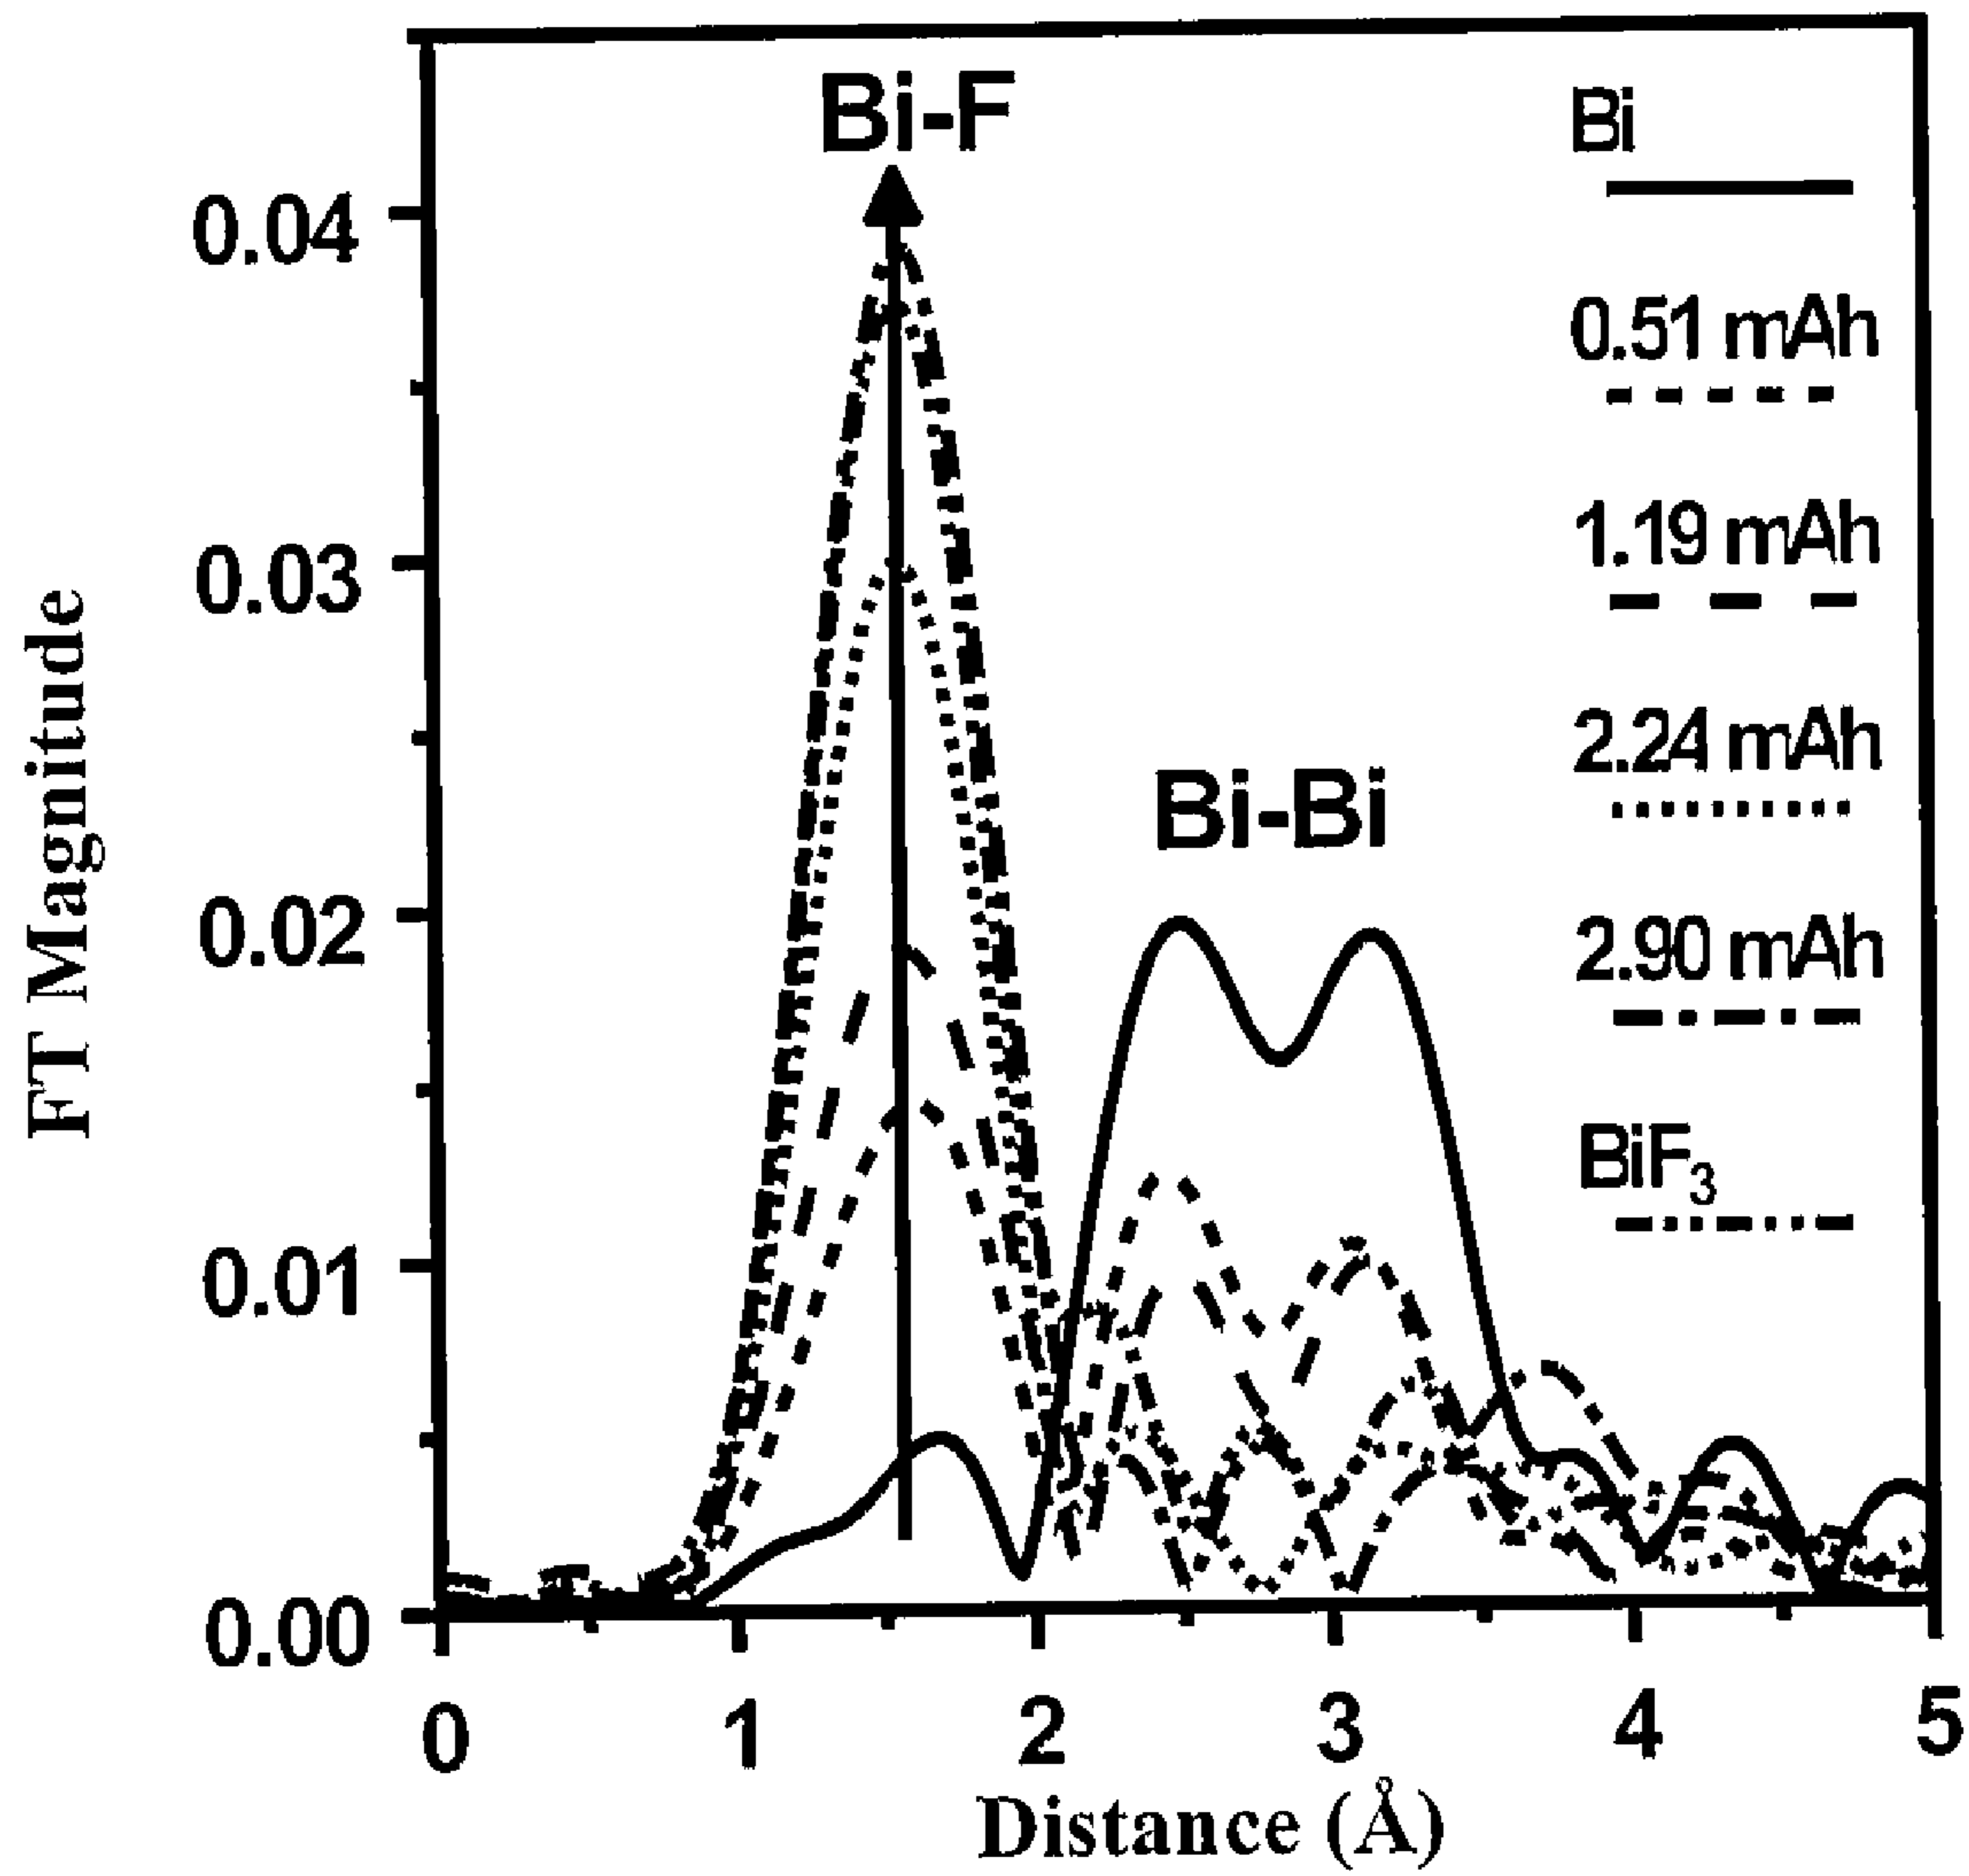 Bi-F
Bi
0.04
0.51 mAh
0.03
1.19 mAh
FT Magnitude
2.24 mAh
Bi-Bi
0.02
2.90 mAh
BiF3
0.01
0.00
0 1 2 3 4 5
Distance (Å)